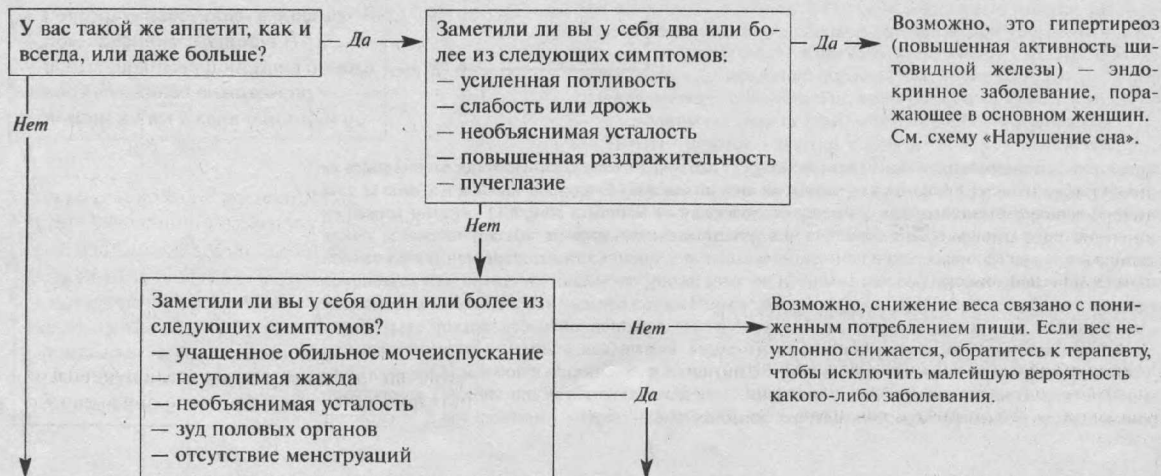 У вас такой же аппетит, как и
всегда, или даже больше?
Да
Заметили ли вы у себя два или бо-
лее из следующих симптомов:
— усиленная потливость
— слабость или дрожь
— необъяснимая усталость
— повышенная раздражительность
— пучеглазие
Да
Возможно, это гипертиреоз
(повышенная активность щи-
товидной железы) — эндо-
кринное заболевание, пора-
жающее в основном женщин.
См. схему «Нарушение сна».
Нет
Нет
Заметили ли вы у себя один или более из
следующих симптомов?
— учащенное обильное мочеиспускание
— неутолимая жажда
— необъяснимая усталость
— зуд половых органов
— отсутствие менструаций
Нет
Возможно, снижение веса связано с пони-
женным потреблением пищи. Если вес не-
уклонно снижается, обратитесь к терапевту,
чтобы исключить малейшую вероятность
какого-либо заболевания.
Да